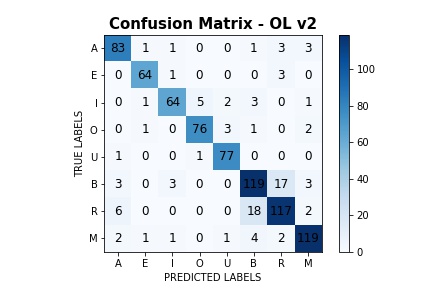 Confusion Matrix - OL v2
A 83 1 1 0 0 1 3 3
E 0 64 1 0 0 0 3 0
I 0 1 64 5 2 3 0 1
O 0 1 0 76 3 1 0 2
U 1 0 0 1 77 0 0 0
B 3 0 3 0 0 119 17 3
R 6 0 0 0 0 18 117 2
M 2 1 1 0 1 4 2 119
A E I O U B R M
TRUE LABELS
PREDICTED LABELS
100
80
60
40
20
0